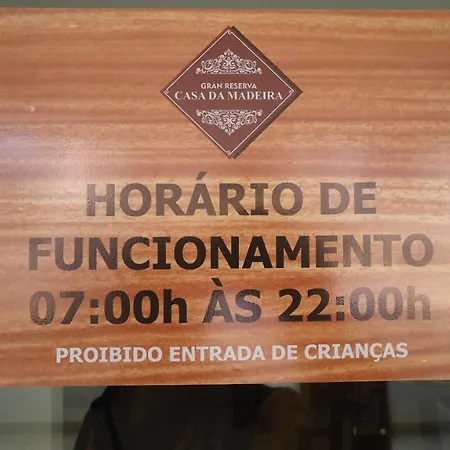 GRAN RESERVA
CASA DA MADEIRA
HORÁRIO DE
FUNCIONAMENTO
07:00h ÀS 22:00h
PROIBIDO ENTRADA DE CRIANÇAS